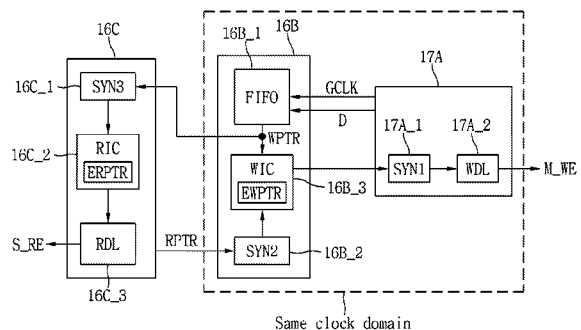 16C
16B
16B_1
17A
16C_1
SYN3
FIFO
GCLK
D
17A_1
17A_2
WPTR
16C_2
RIC
ERPTR
WIC
EWPTR
SYN1
WDL
M_WE
16B_3
S_RE
RDL
RPTR
SYN2
16B_2
16C_3
Same clock domain